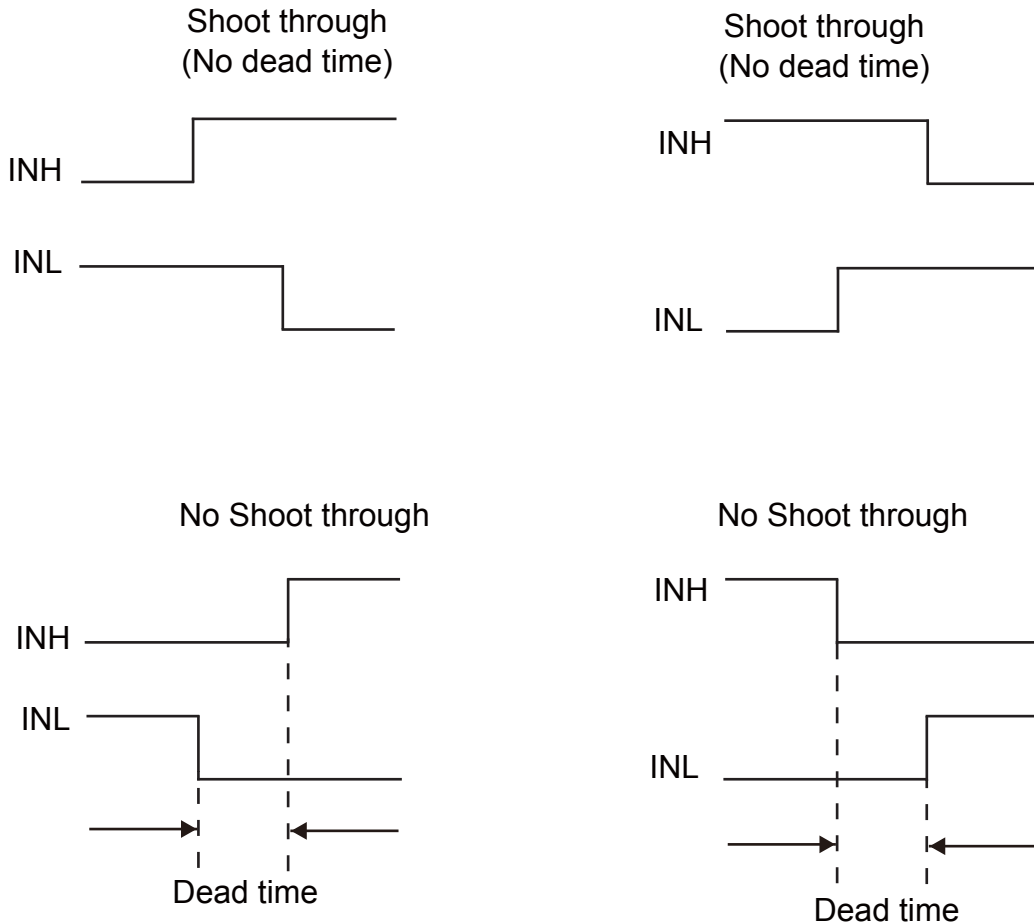 Shoot through
(No dead time)
INH
INL
Shoot through
(No dead time)
INH
INL
No Shoot through
INH
INL
Dead time
No Shoot through
INH
INL
Dead time